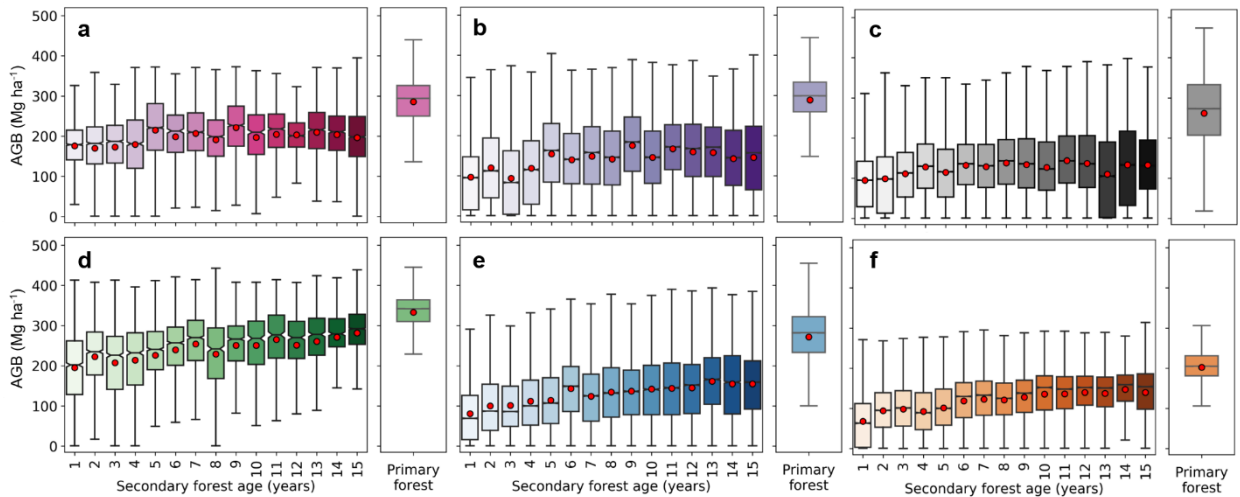 500
400
300
200
100
0
AGB (Mg ha⁻¹)
a
b
c
500
400
300
200
100
0
AGB (Mg ha⁻¹)
d
e
f
1 2 3 4 5 6 7 8 9 10 11 12 13 14 15
Secondary forest age (years)
Primary
forest
1 2 3 4 5 6 7 8 9 10 11 12 13 14 15
Secondary forest age (years)
Primary
forest
1 2 3 4 5 6 7 8 9 10 11 12 13 14 15
Secondary forest age (years)
Primary
forest